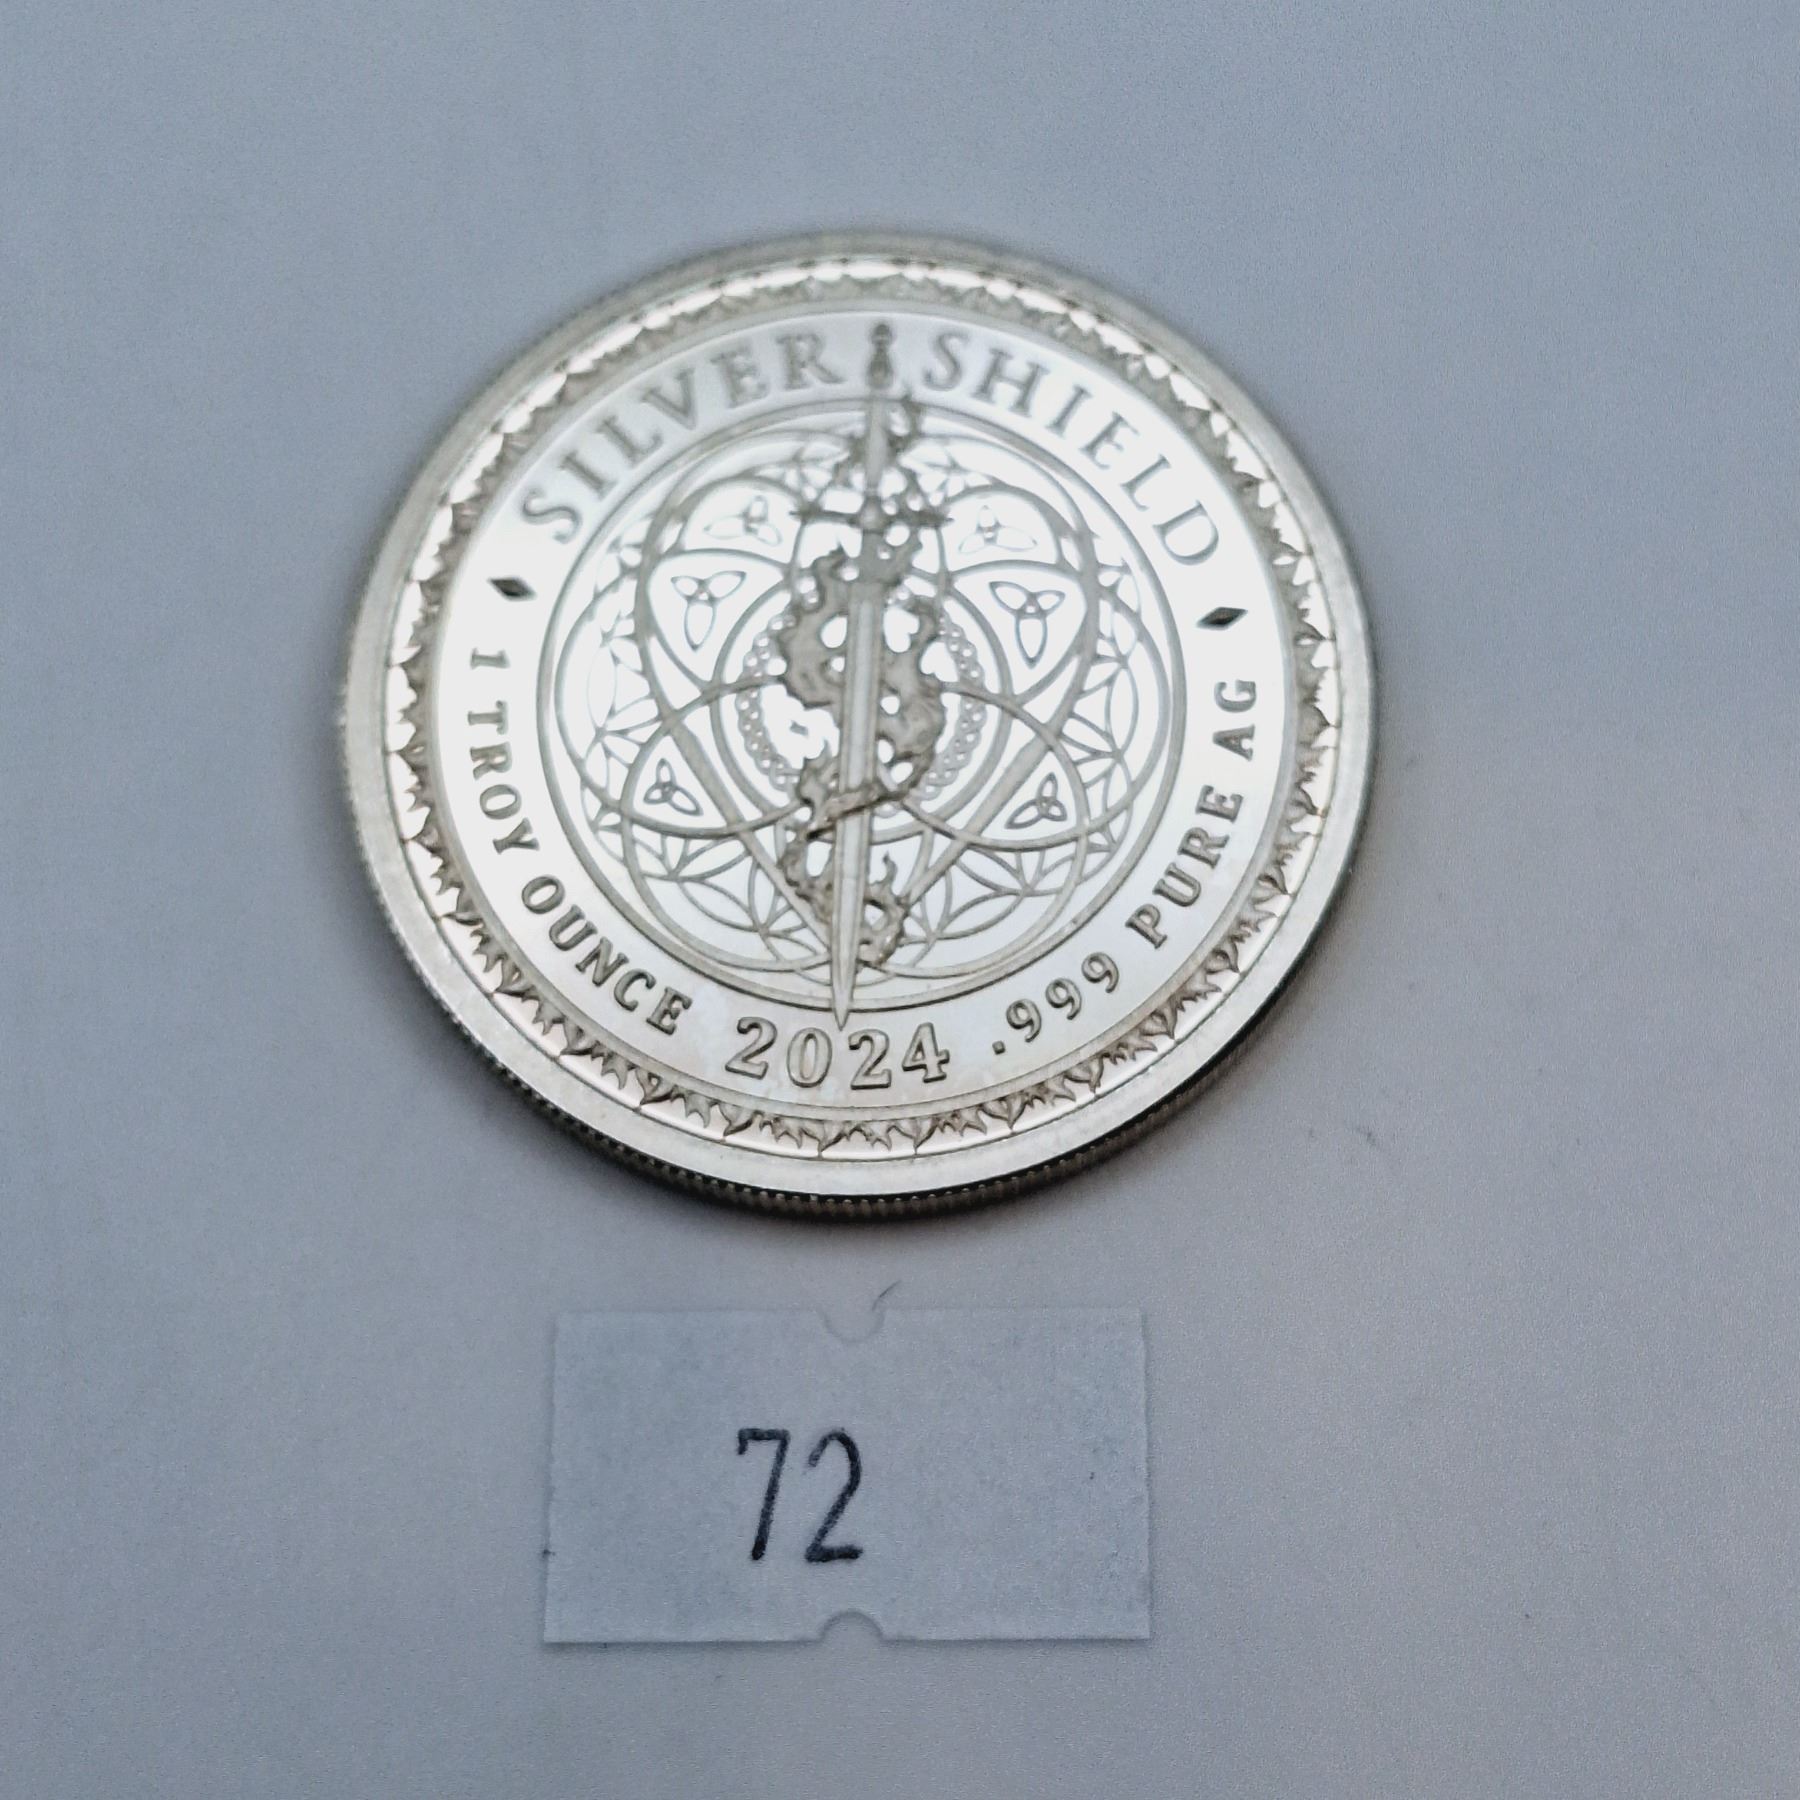 SILVER SHIELD
1 TROY OUNCE 2024 .999 PURE AG
72